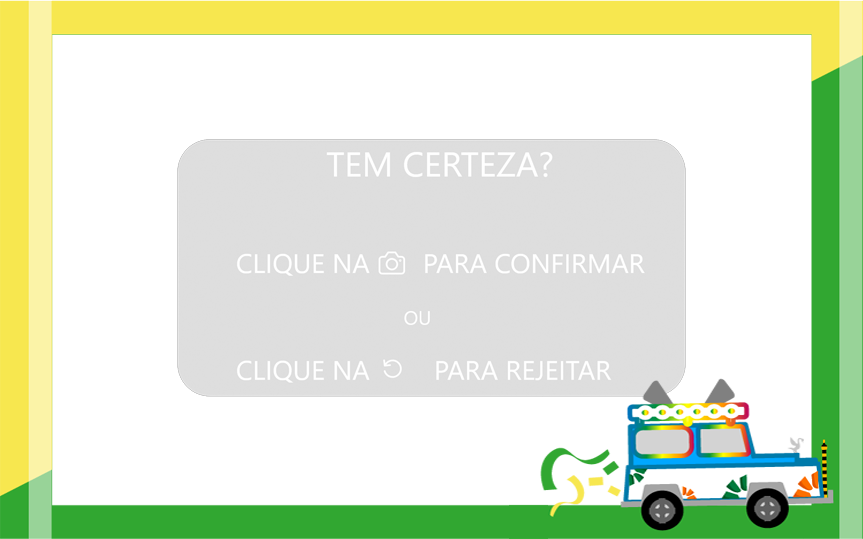 TEM CERTEZA?
CLIQUE NA PARA CONFIRMAR
OU
CLIQUE NA PARA REJEITAR